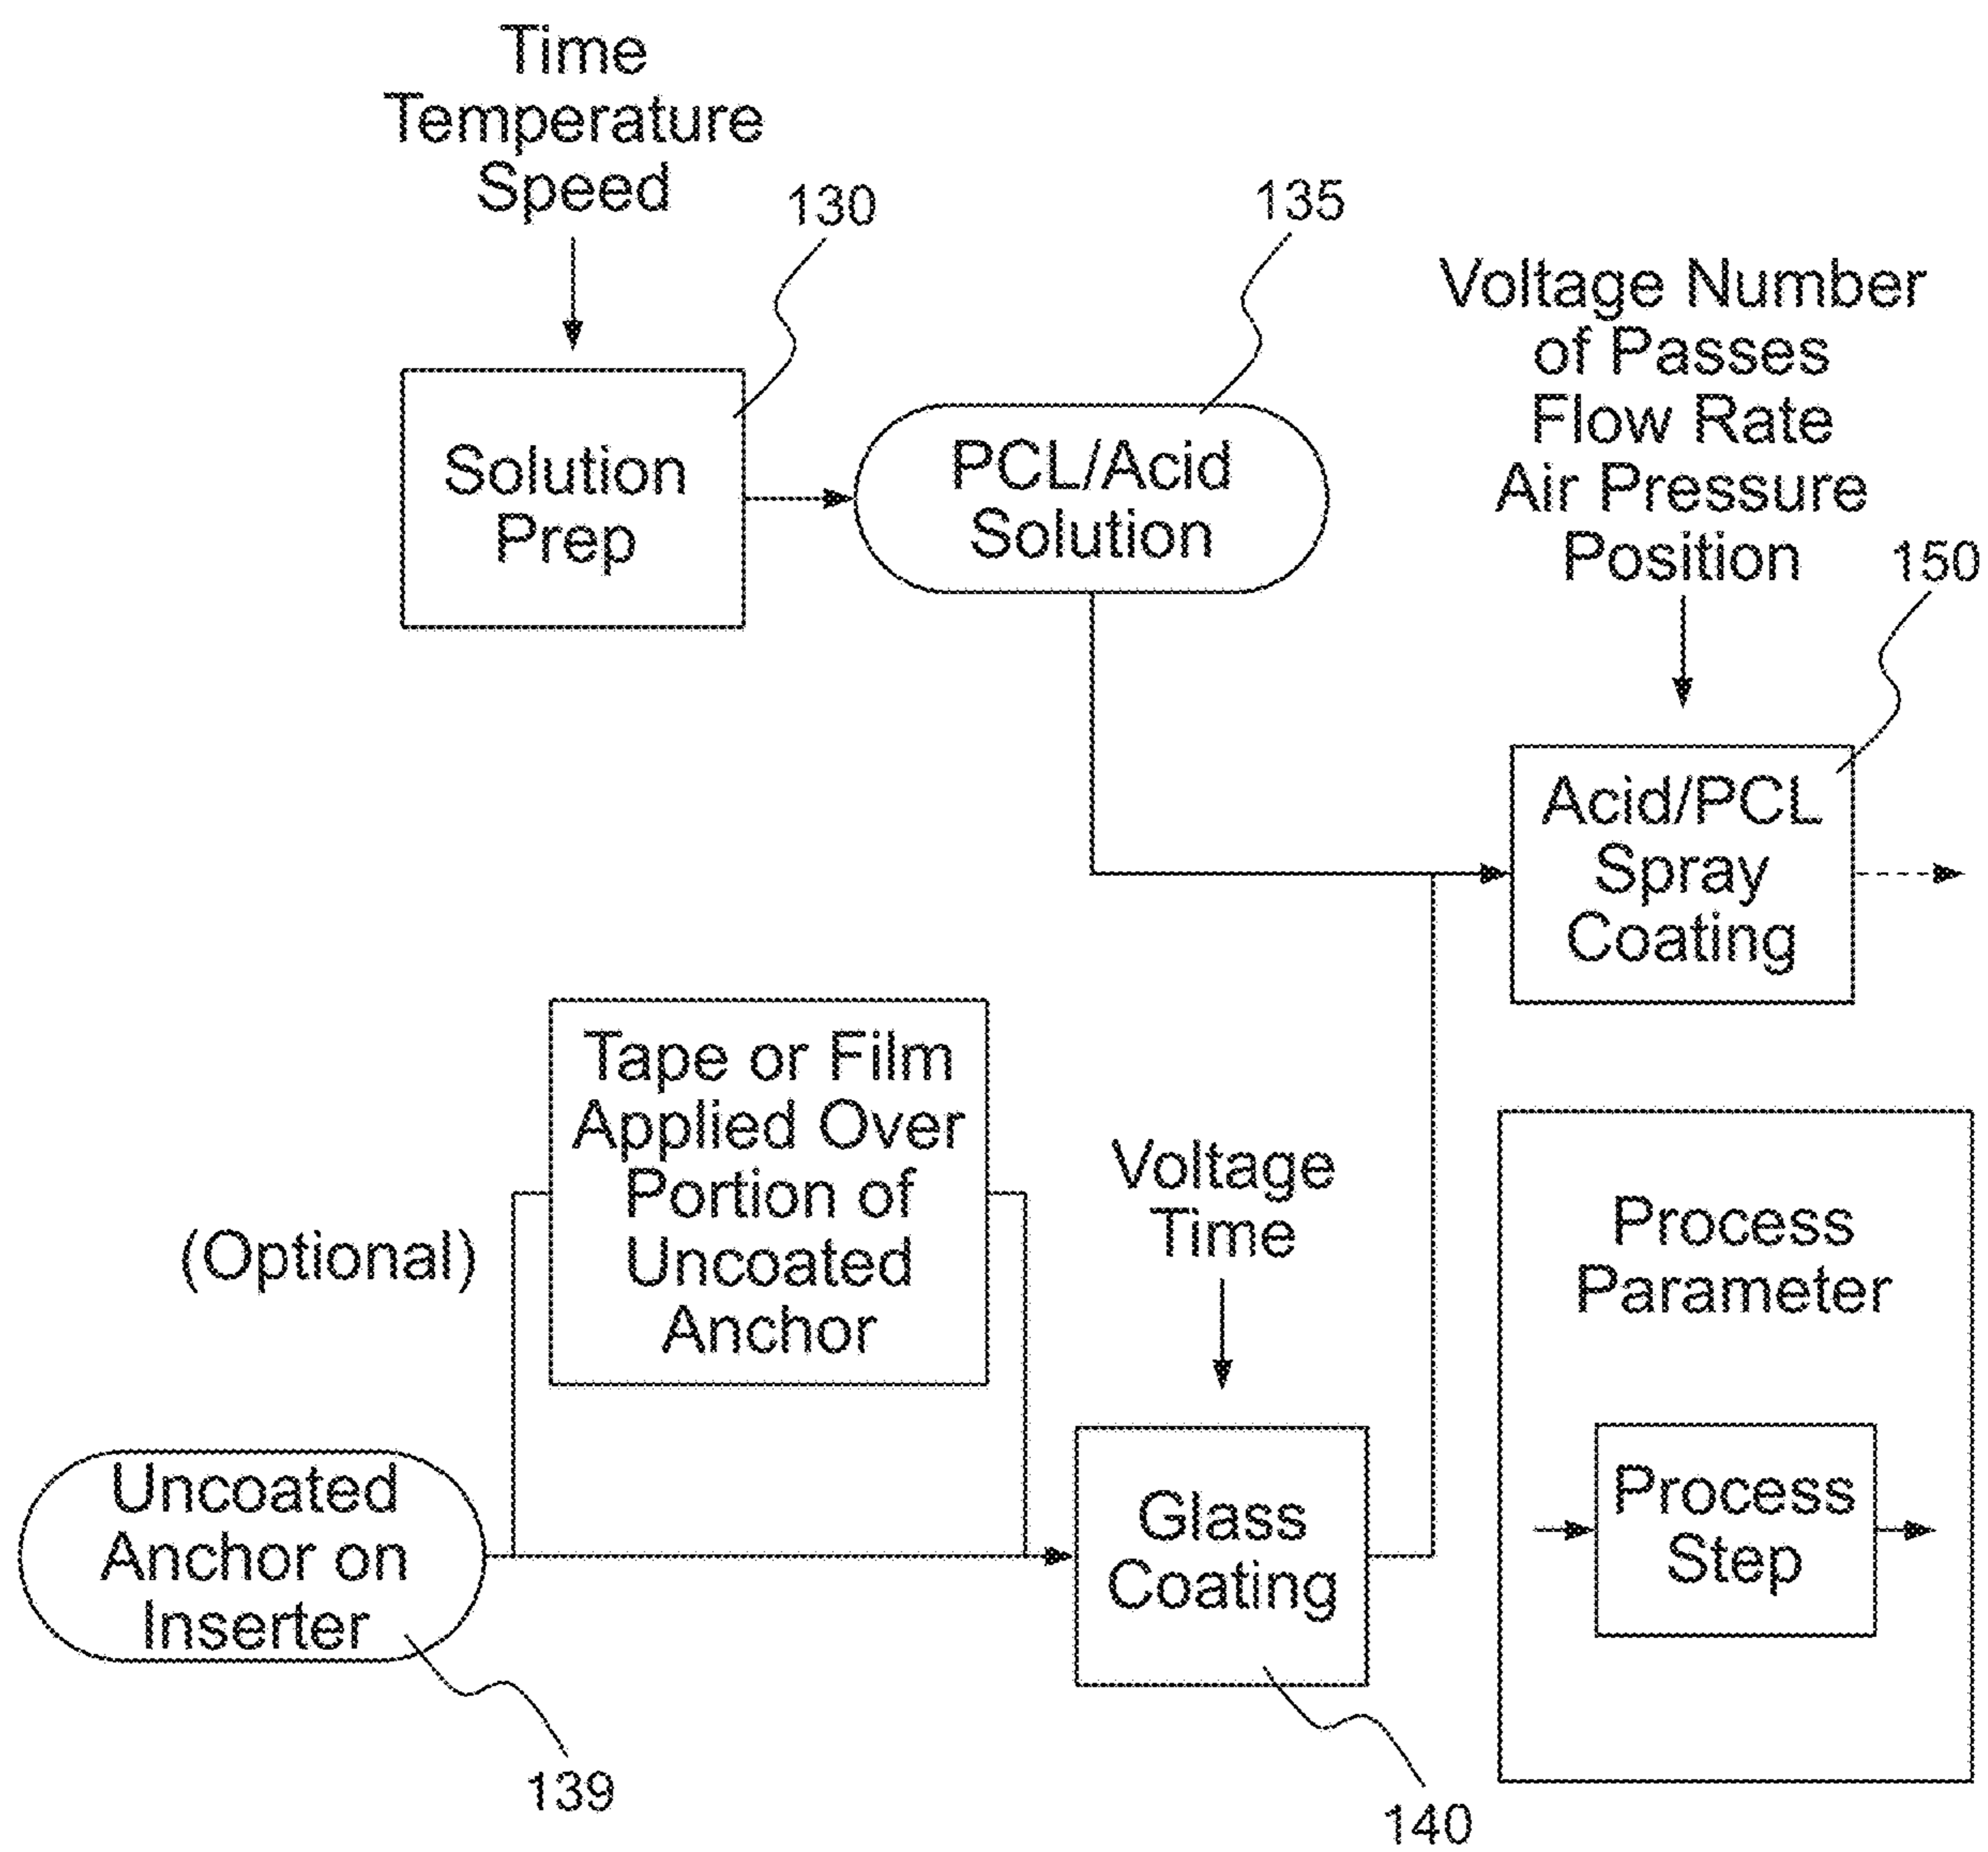 Time
Temperature
Speed
130
135
Voltage Number
of Passes
Flow Rate
Air Pressure
Position
150
Solution
Prep
PCL/Acid
Solution
Acid/PCL
Spray
Coating
Tape or Film
Applied Over
Portion of
Uncoated
Anchor
(Optional)
Voltage
Time
Process
Parameter
Process
Step
Uncoated
Anchor on
Inserter
Glass
Coating
139
140